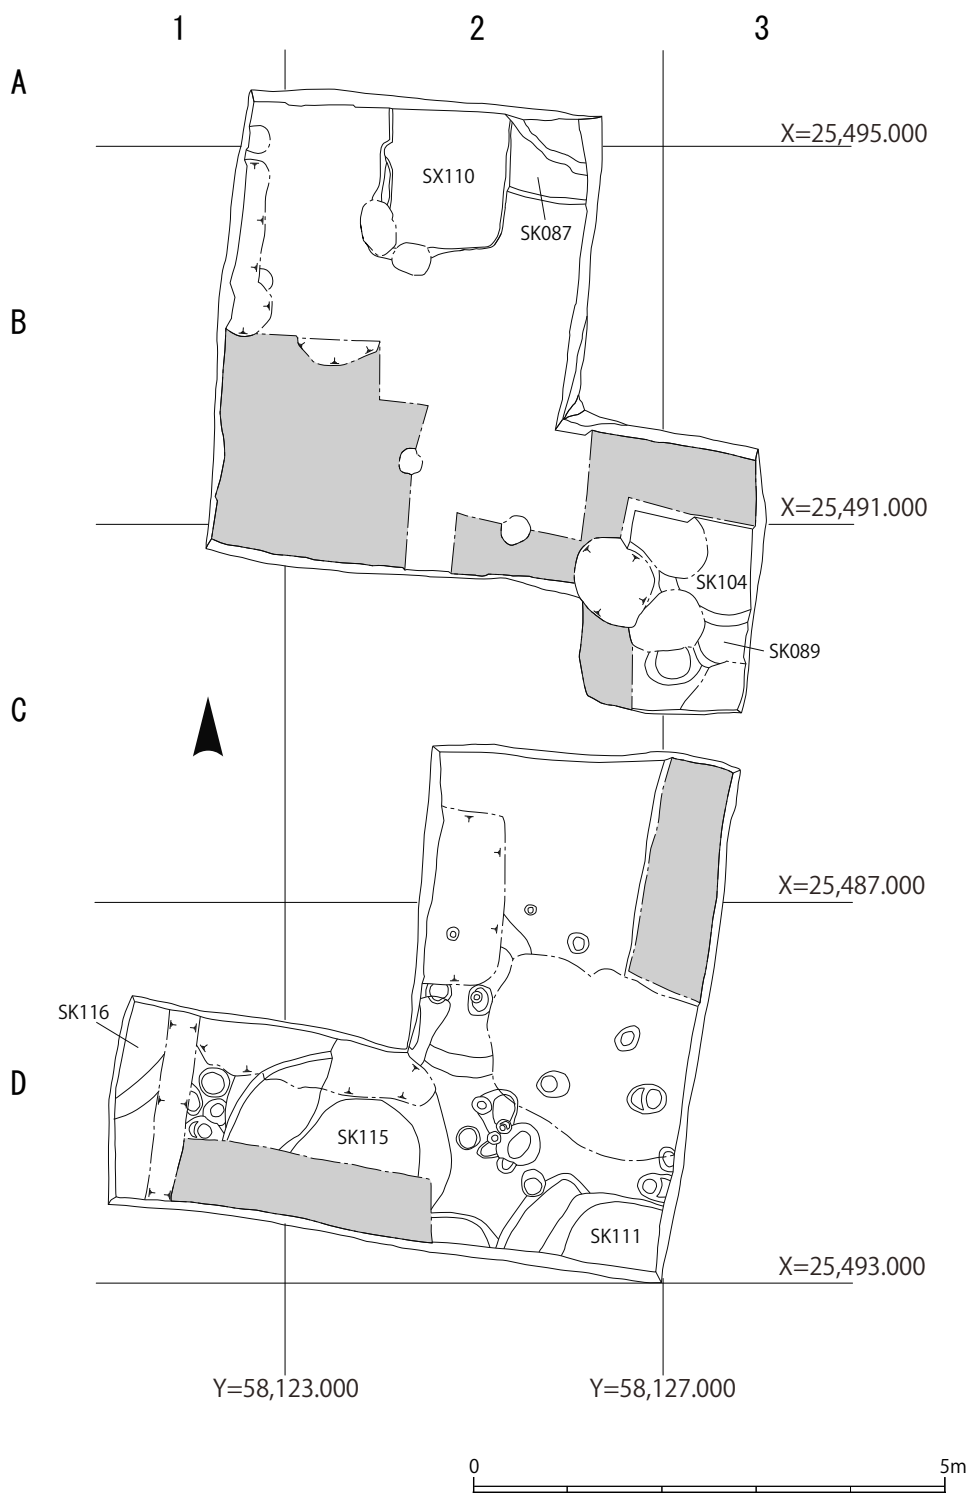 1 2 3
A
X=25,495.000
SX110
SK087
B
X=25,491.000
SK104
SK089
C
X=25,487.000
SK116
D
SK115
SK111
X=25,493.000
Y=58,123.000 Y=58,127.000
0 5m